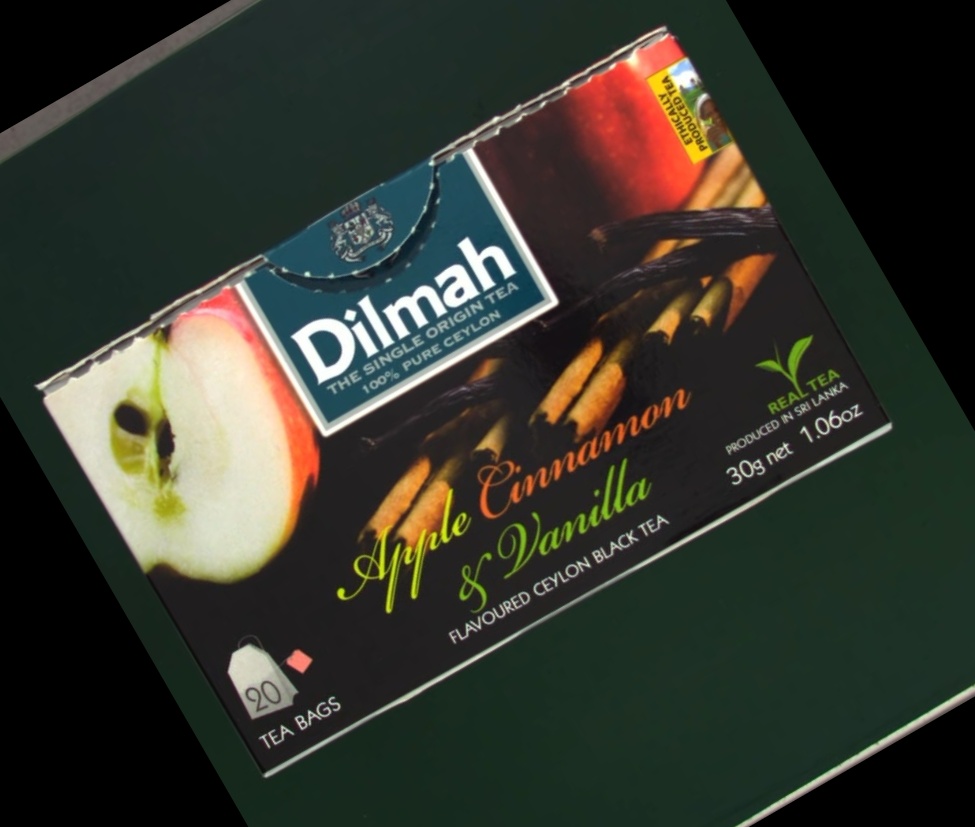 ETHICALLY
PRODUCED TEA
Dilmah
THE SINGLE ORIGIN TEA
100% PURE CEYLON
Apple Cinnamon
& Vanilla
FLAVOURED CEYLON BLACK TEA
REAL TEA
PRODUCED IN SRI LANKA
30g net 1.06oz
20
TEA BAGS